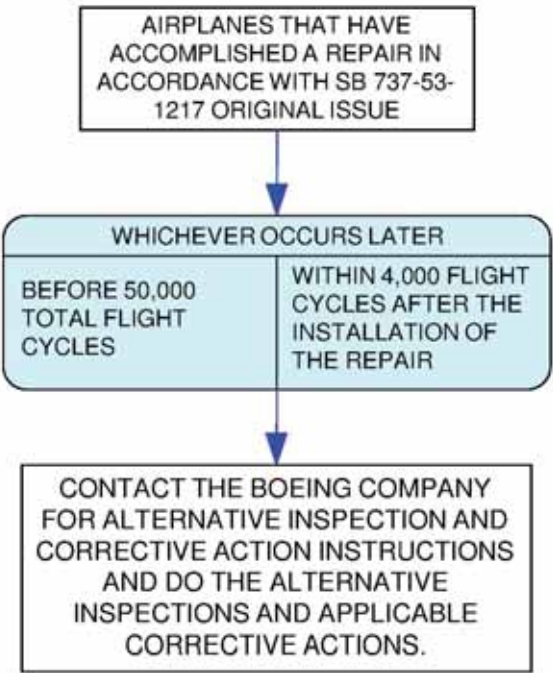 AIRPLANES THAT HAVE
ACCOMPLISHED A REPAIR IN
ACCORDANCE WITH SB 737-53-
1217 ORIGINAL ISSUE
WHICHEVER OCCURS LATER
BEFORE 50,000
TOTAL FLIGHT
CYCLES
WITHIN 4,000 FLIGHT
CYCLES AFTER THE
INSTALLATION OF
THE REPAIR
CONTACT THE BOEING COMPANY
FOR ALTERNATIVE INSPECTION AND
CORRECTIVE ACTION INSTRUCTIONS
AND DO THE ALTERNATIVE
INSPECTIONS AND APPLICABLE
CORRECTIVE ACTIONS.